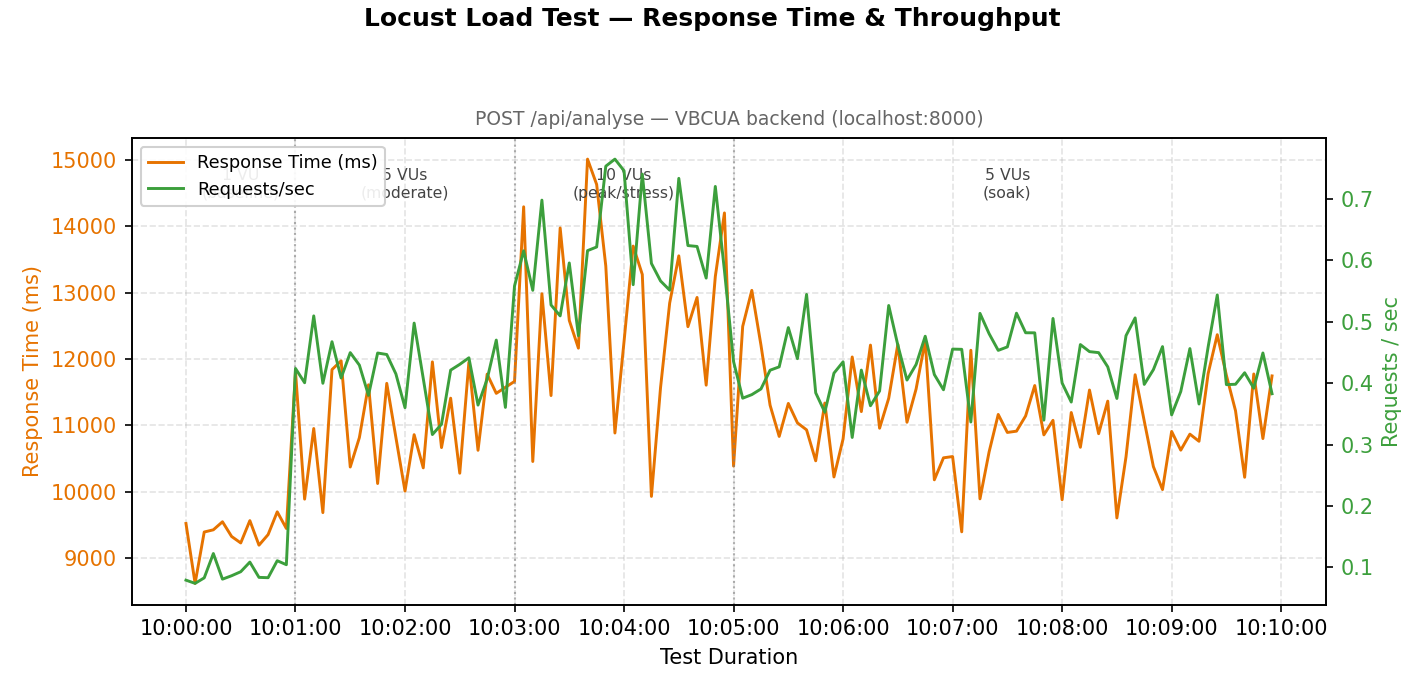 Locust Load Test — Response Time & Throughput
POST /api/analyse — VBCUA backend (localhost:8000)
Response Time (ms)
Requests/sec
1 VU
5 VUs
(moderate)
10 VUs
(peak/stress)
5 VUs
(soak)
15000
14000
13000
12000
11000
10000
9000
Response Time (ms)
0.7
0.6
0.5
0.4
0.3
0.2
0.1
Requests / sec
10:00:00 10:01:00 10:02:00 10:03:00 10:04:00 10:05:00 10:06:00 10:07:00 10:08:00 10:09:00 10:10:00
Test Duration